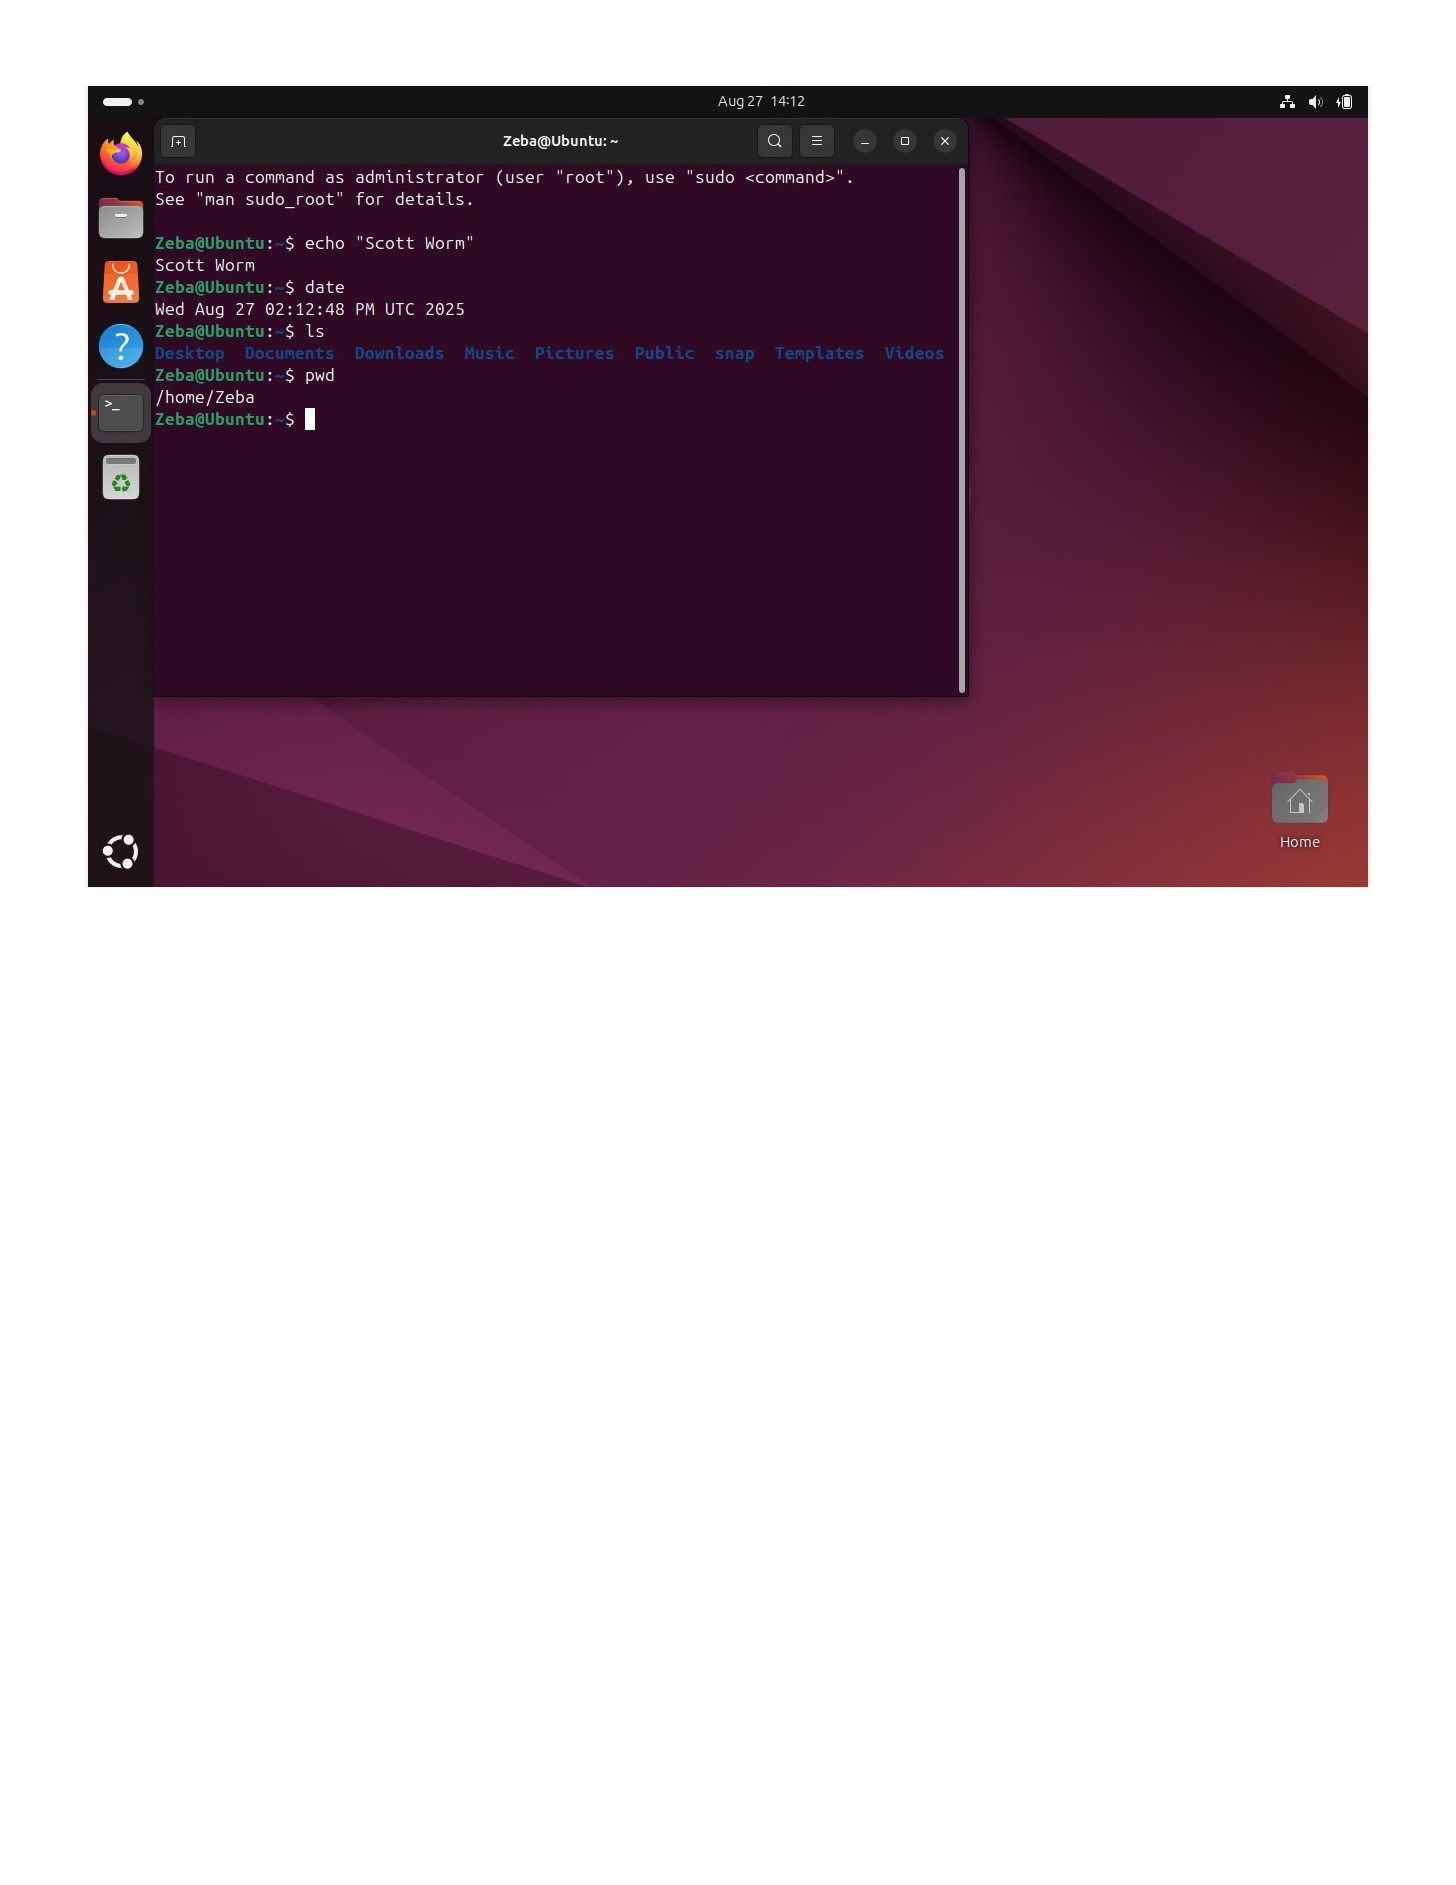 Aug 27 14:12
Zeba@Ubuntu: ~
To run a command as administrator (user "root"), use "sudo <command>".
See "man sudo_root" for details.
Zeba@Ubuntu:~$ echo "Scott Worm"
Scott Worm
Zeba@Ubuntu:~$ date
Wed Aug 27 02:12:48 PM UTC 2025
Zeba@Ubuntu:~$ ls
Desktop  Documents  Downloads  Music  Pictures  Public  snap  Templates  Videos
Zeba@Ubuntu:~$ pwd
/home/Zeba
Zeba@Ubuntu:~$
Home